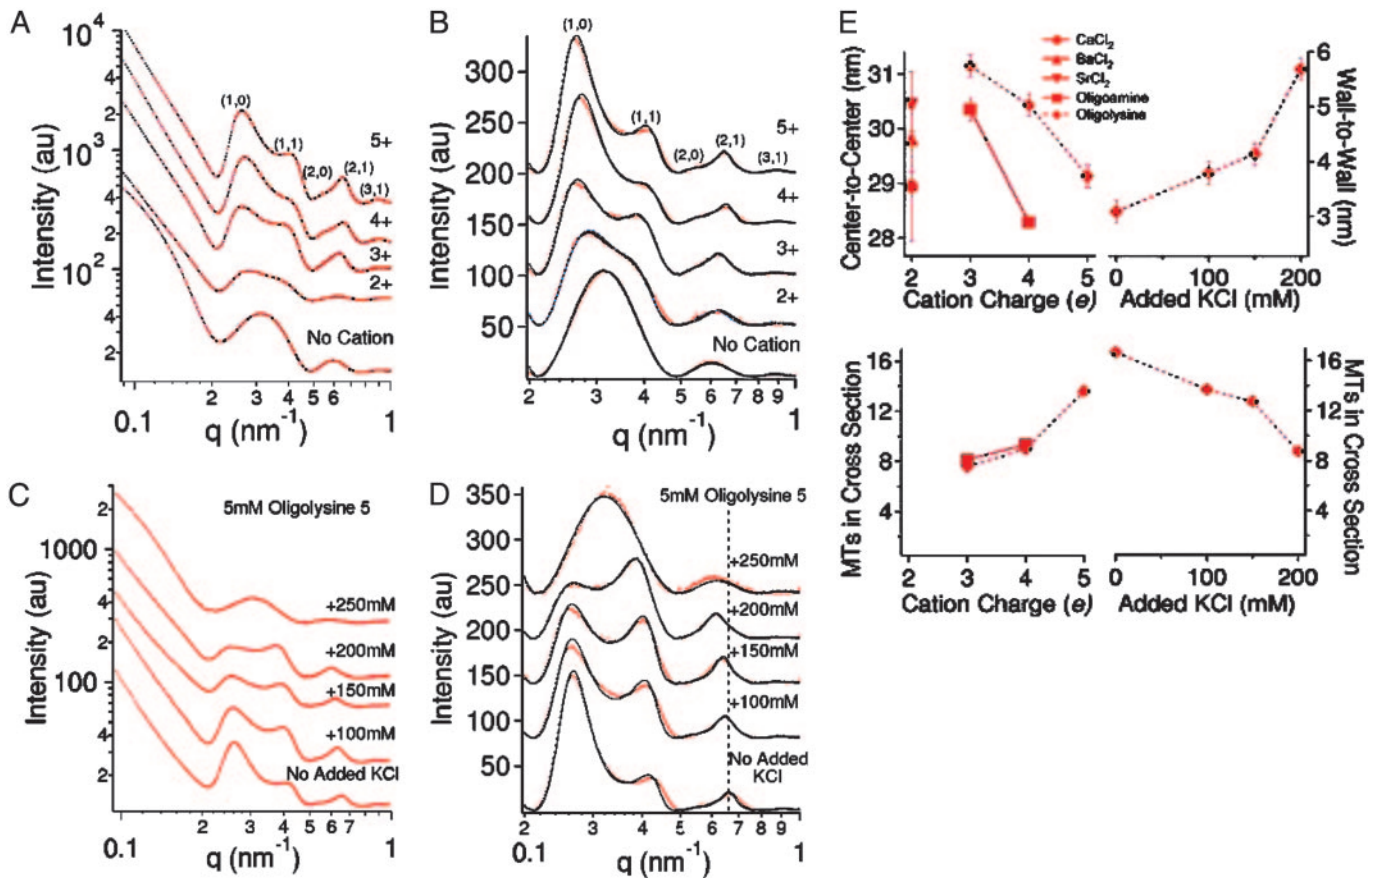 A
10^4
10^3
10^2
4
2
4
2
4
2
Intensity (au)
(1,0)
(1,1)
(2,0)
(2,1)
(3,1)
5+
4+
3+
2+
No Cation
0.1
2
3
4
5
6
1
q (nm^-1)
B
300
250
200
150
100
50
Intensity (au)
(1,0)
(1,1)
(2,0)
(2,1)
(3,1)
5+
4+
3+
2+
No Cation
2
3
4
5
6
7
8
9
1
q (nm^-1)
C
2
1000
4
2
100
4
2
Intensity (au)
5mM Oligolysine 5
+250mM
+200mM
+150mM
+100mM
No Added KCl
0.1
2
3
4
5
6
7
1
q (nm^-1)
D
350
300
250
200
150
100
50
Intensity (au)
5mM Oligolysine 5
+250mM
+200mM
+150mM
+100mM
No Added
KCl
2
3
4
5
6
7
8
9
0.1
1
q (nm^-1)
E
CaCl₂
BaCl₂
SrCl₂
Oligoamine
Oligolysine
31
30
29
28
Center-to-Center (nm)
2
3
4
5
Cation Charge (e)
6
5
4
3
Wall-to-Wall (nm)
0
100
200
Added KCl (mM)
16
12
8
4
MTs in Cross Section
2
3
4
5
Cation Charge (e)
16
12
8
4
MTs in Cross Section
0
100
200
Added KCl (mM)